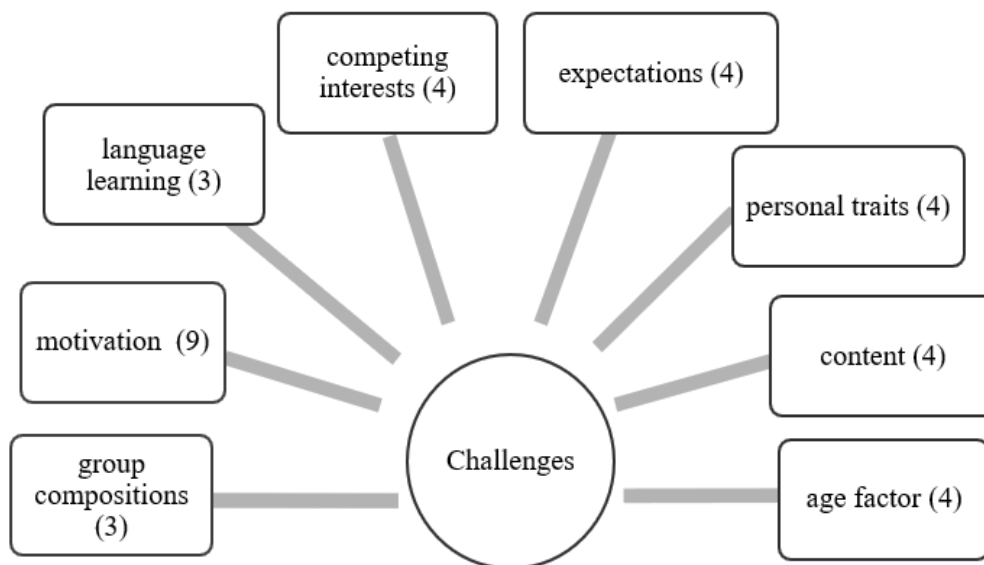 competing
interests (4)
expectations (4)
language
learning (3)
personal traits (4)
motivation (9)
content (4)
group
compositions
(3)
Challenges
age factor (4)